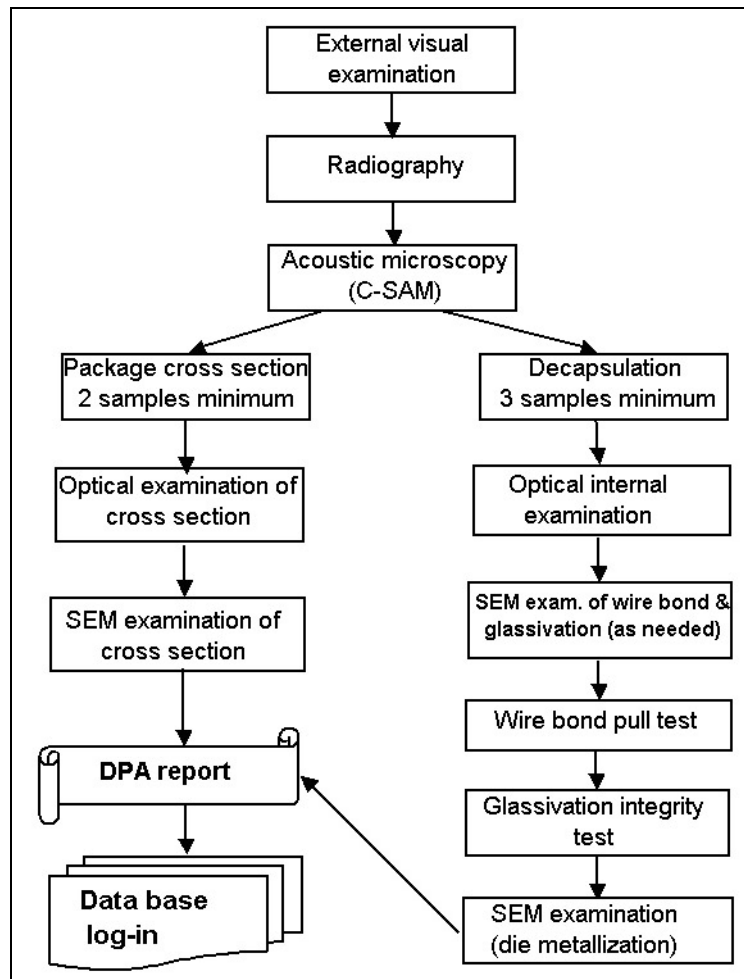 External visual
examination
Radiography
Acoustic microscopy
(C-SAM)
Package cross section
2 samples minimum
Optical examination of
cross section
SEM examination of
cross section
DPA report
Data base
log-in
Decapsulation
3 samples minimum
Optical internal
examination
SEM exam. of wire bond &
glassivation (as needed)
Wire bond pull test
Glassivation integrity
test
SEM examination
(die metallization)